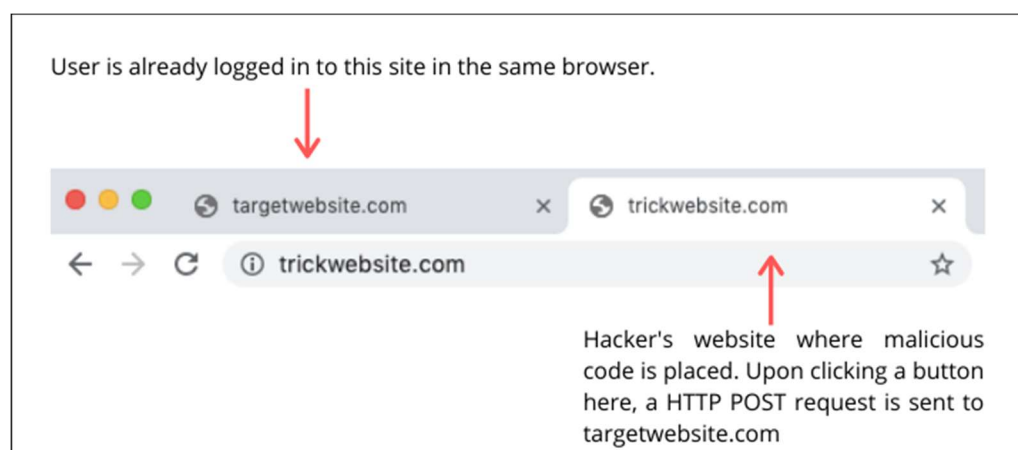 User is already logged in to this site in the same browser.
targetwebsite.com
trickwebsite.com
trickwebsite.com
Hacker's website where malicious
code is placed. Upon clicking a button
here, a HTTP POST request is sent to
targetwebsite.com